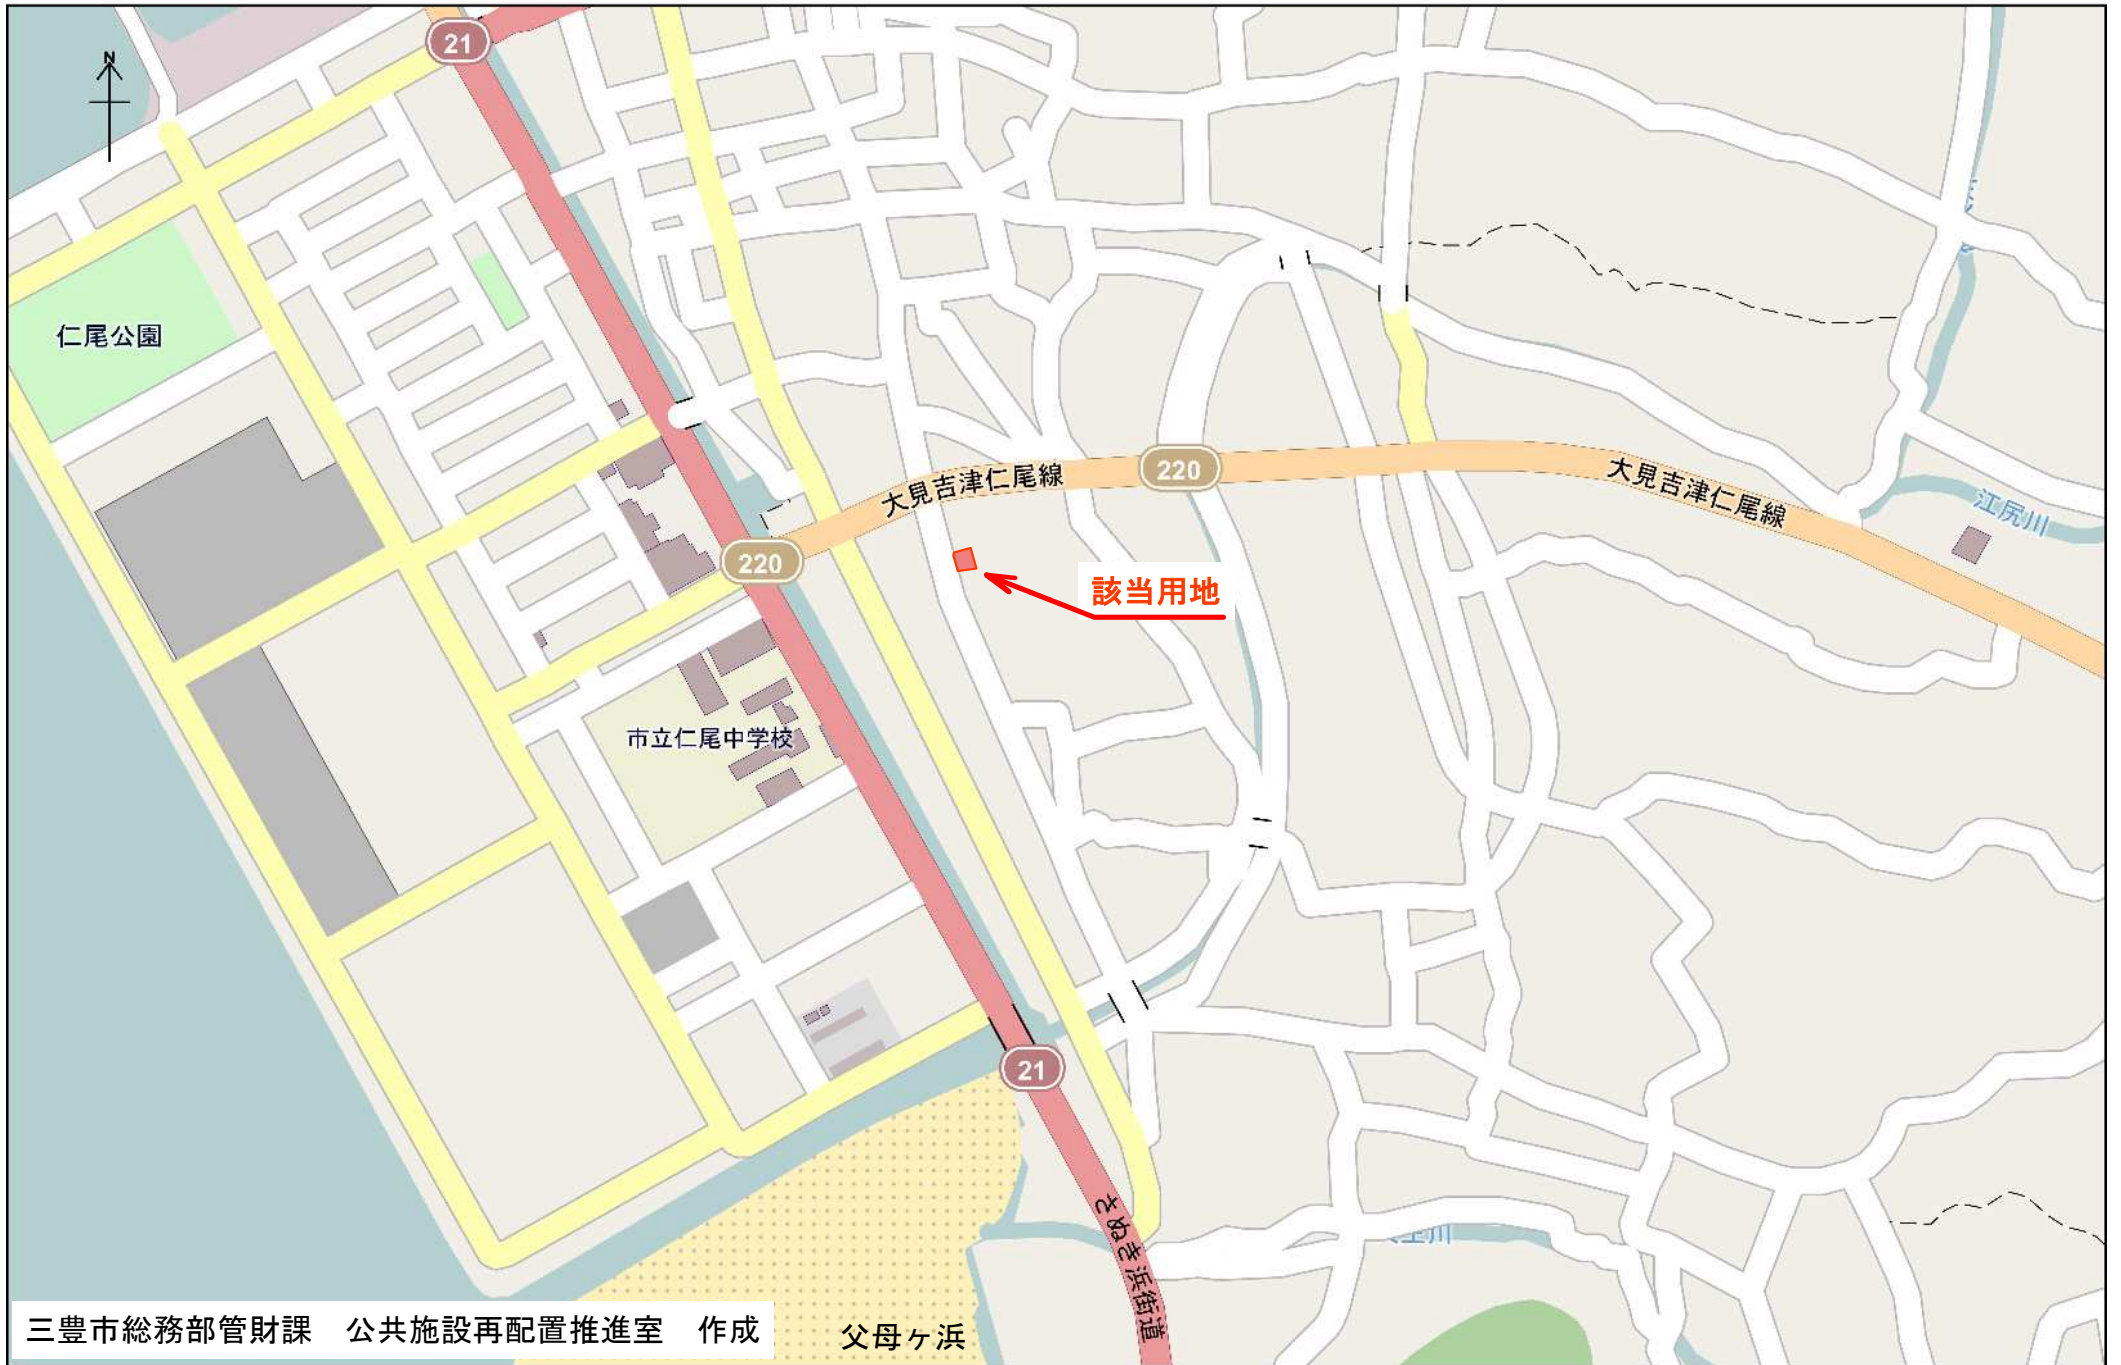 21
N
仁尾公園
大見吉津仁尾線
220
大見吉津仁尾線
江尻川
220
該当用地
市立仁尾中学校
21
さぬき浜街道
三豊市総務部管財課 公共施設再配置推進室 作成
父母ヶ浜